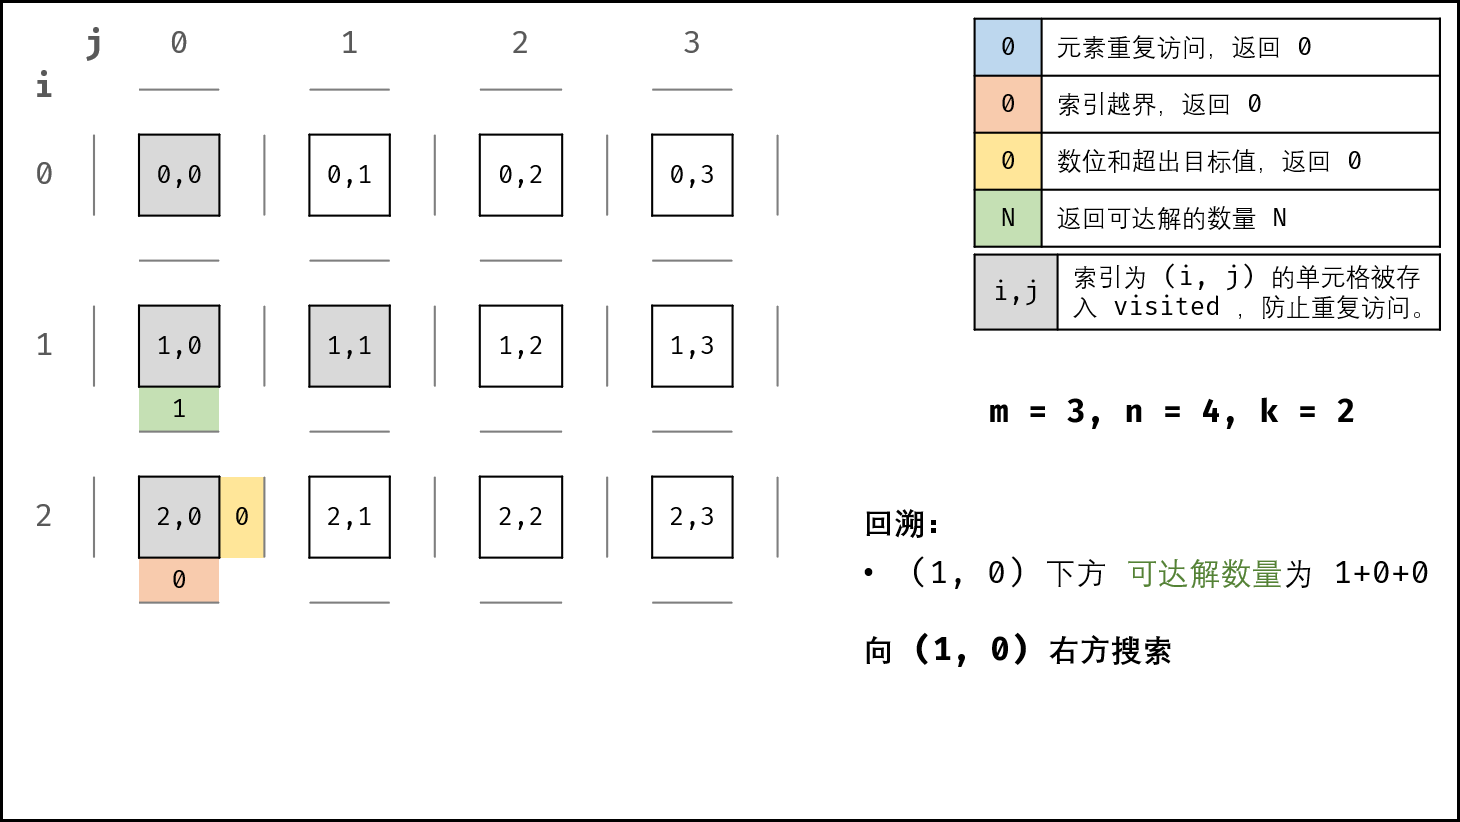 j 0 1 2 3
i
0 0,0 0,1 0,2 0,3
1 1,0 1,1 1,2 1,3
1
2 2,0 0 2,1 2,2 2,3
0
0 元素重复访问，返回 0
0 索引越界，返回 0
0 数位和超出目标值，返回 0
N 返回可达解的数量 N
i,j 索引为 (i, j) 的单元格被存
入 visited ，防止重复访问。
m = 3, n = 4, k = 2
回溯：
• (1, 0) 下方 可达解数量为 1+0+0
向 (1, 0) 右方搜索